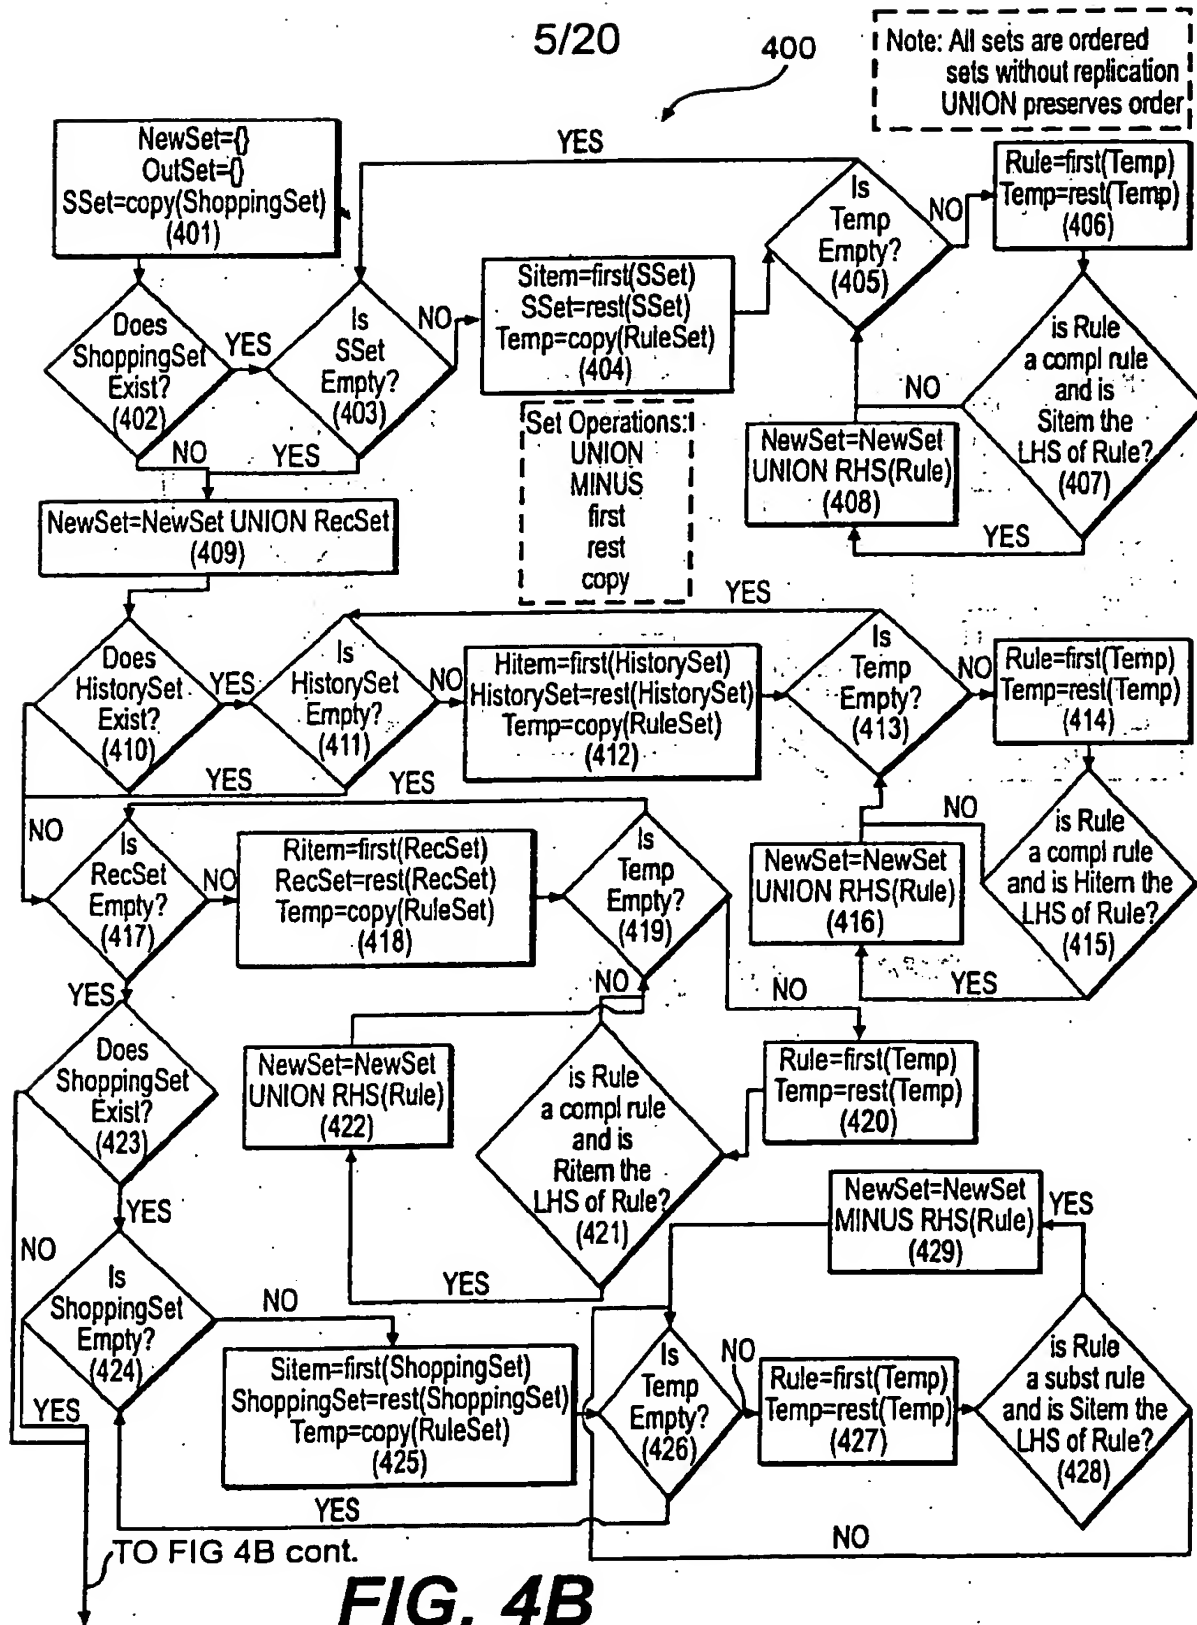 5/20
400
Note: All sets are ordered
sets without replication
UNION preserves order
NewSet={}
OutSet={}
SSet=copy(ShoppingSet)
(401)
YES
Is
Temp
Empty?
(405)
NO
Rule=first(Temp)
Temp=rest(Temp)
(406)
Does
ShoppingSet
Exist?
(402)
YES
Is
SSet
Empty?
(403)
NO
Sitem=first(SSet)
SSet=rest(SSet)
Temp=copy(RuleSet)
(404)
is Rule
a compl rule
and is
Sitem the
LHS of Rule?
(407)
NO
YES
NewSet=NewSet
UNION RHS(Rule)
(408)
Set Operations:
UNION
MINUS
first
rest
copy
NO
YES
NewSet=NewSet UNION RecSet
(409)
YES
Does
HistorySet
Exist?
(410)
YES
Is
HistorySet
Empty?
(411)
NO
Hitem=first(HistorySet)
HistorySet=rest(HistorySet)
Temp=copy(RuleSet)
(412)
Is
Temp
Empty?
(413)
NO
Rule=first(Temp)
Temp=rest(Temp)
(414)
YES
YES
NO
NO
is Rule
a compl rule
and is Hitem the
LHS of Rule?
(415)
YES
NewSet=NewSet
UNION RHS(Rule)
(416)
Is
RecSet
Empty?
(417)
NO
Ritem=first(RecSet)
RecSet=rest(RecSet)
Temp=copy(RuleSet)
(418)
Is
Temp
Empty?
(419)
NO
NO
YES
Rule=first(Temp)
Temp=rest(Temp)
(420)
is Rule
a compl rule
and is
Ritem the
LHS of Rule?
(421)
YES
NewSet=NewSet
UNION RHS(Rule)
(422)
Does
ShoppingSet
Exist?
(423)
YES
NO
Is
ShoppingSet
Empty?
(424)
NO
YES
Sitem=first(ShoppingSet)
ShoppingSet=rest(ShoppingSet)
Temp=copy(RuleSet)
(425)
Is
Temp
Empty?
(426)
NO
YES
Rule=first(Temp)
Temp=rest(Temp)
(427)
is Rule
a subst rule
and is Sitem the
LHS of Rule?
(428)
YES
NO
NewSet=NewSet
MINUS RHS(Rule)
(429)
TO FIG 4B cont.
FIG. 4B